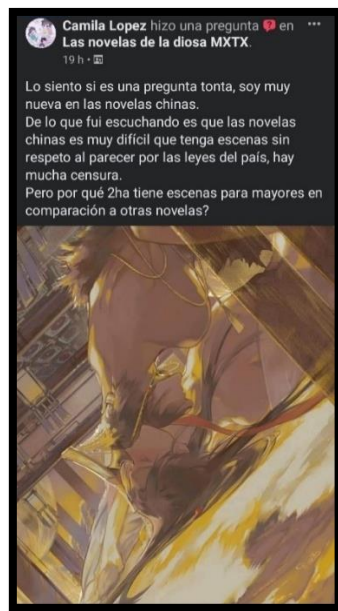 Camila Lopez hizo una pregunta ❓ en
Las novelas de la diosa MXTX.
19 h •
Lo siento si es una pregunta tonta, soy muy
nueva en las novelas chinas.
De lo que fui escuchando es que las novelas
chinas es muy difícil que tenga escenas sin
respeto al parecer por las leyes del país, hay
mucha censura.
Pero por qué 2ha tiene escenas para mayores en
comparación a otras novelas?